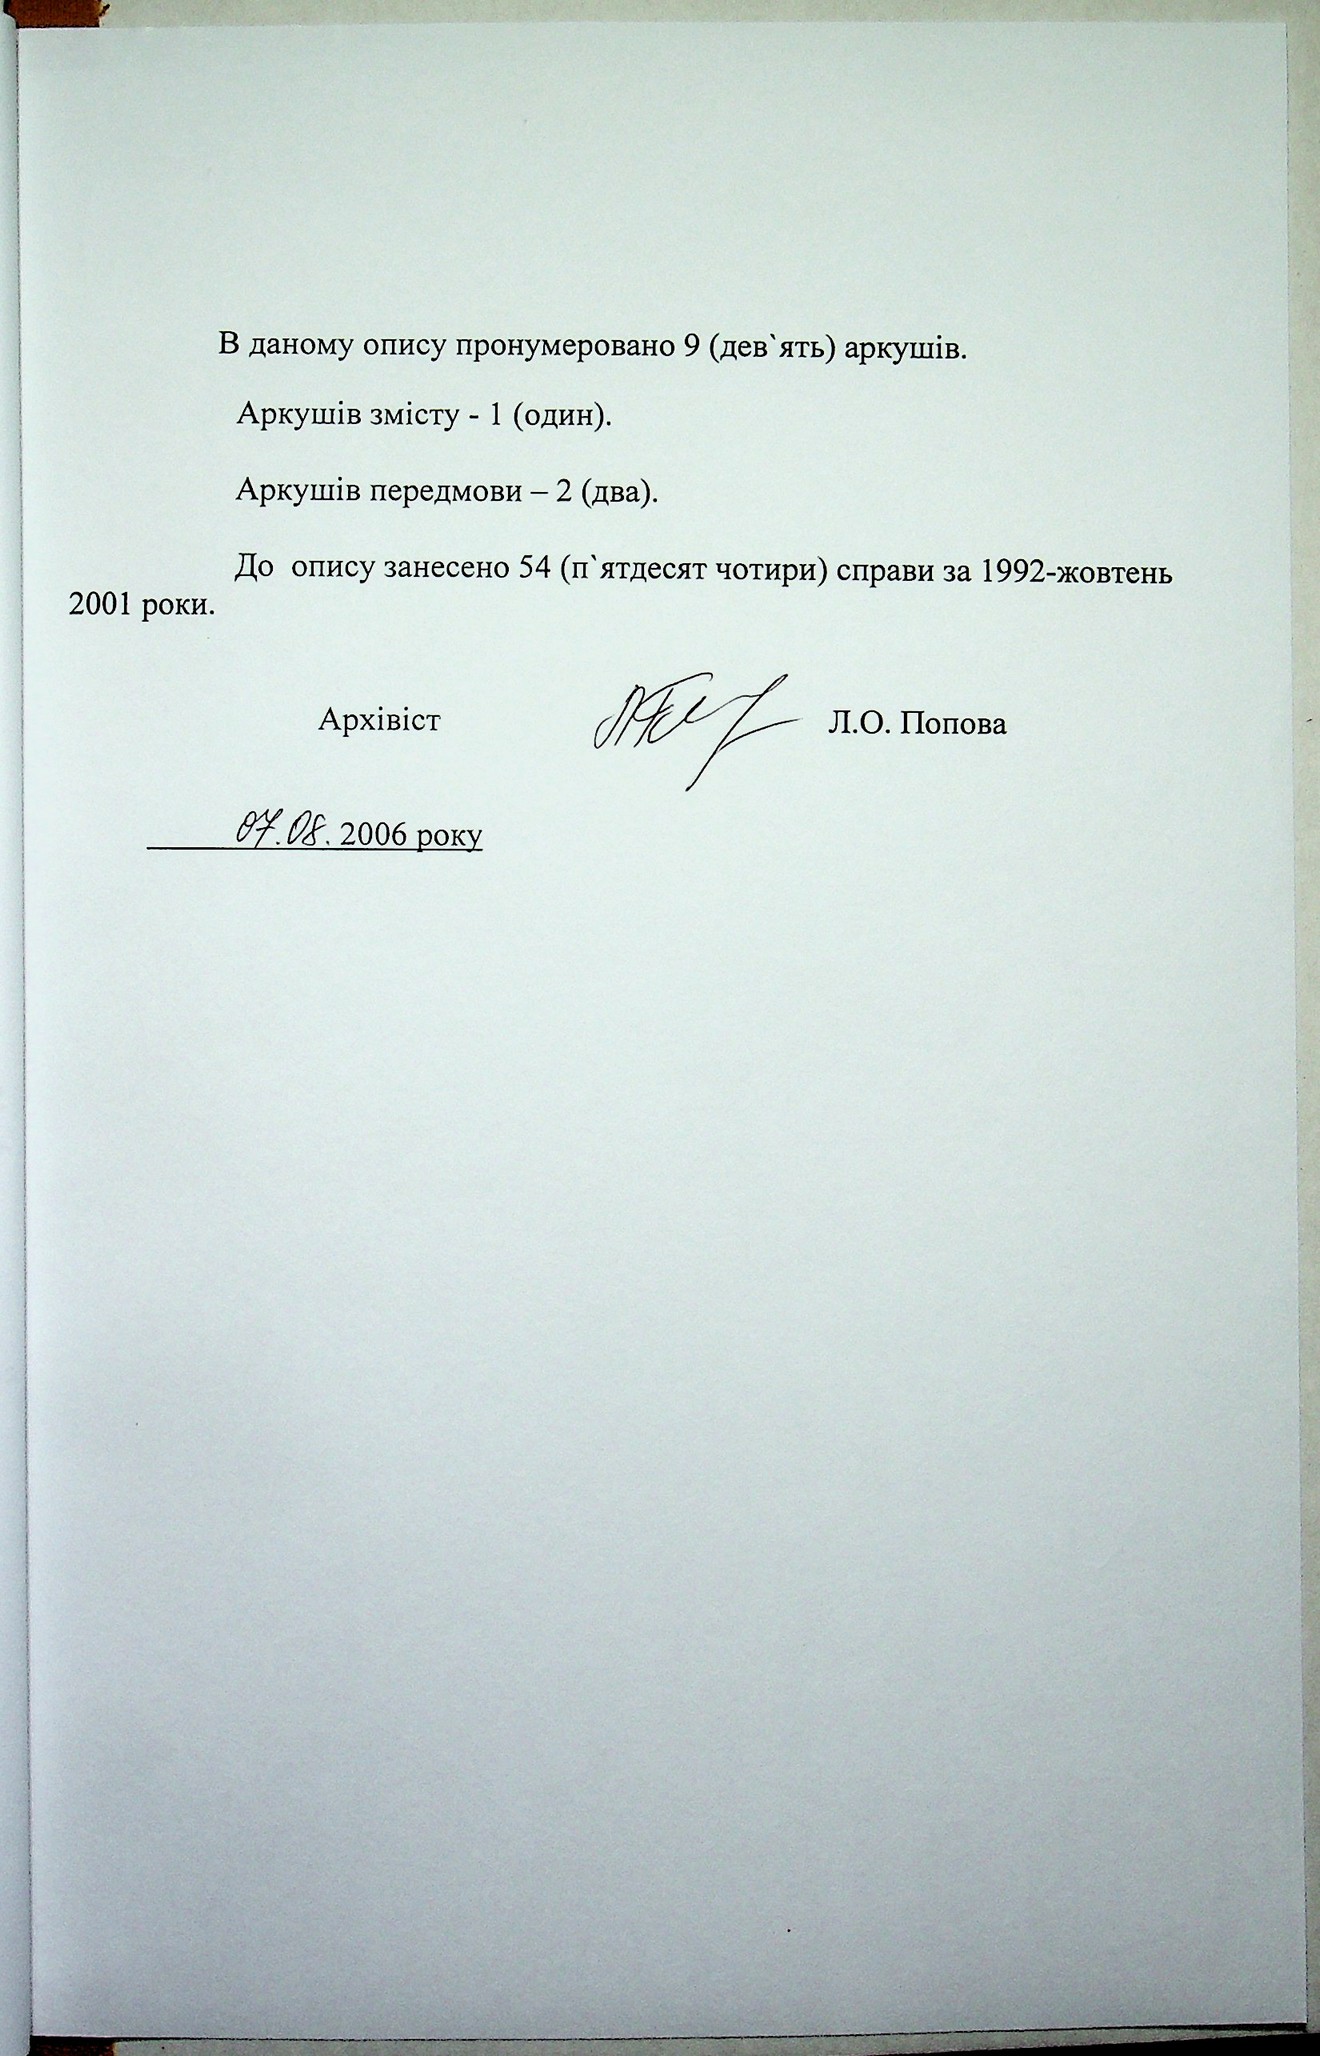 В даному опису пронумеровано 9 (дев`ять) аркушів.
Аркушів змісту - 1 (один).
Аркушів передмови – 2 (два).
До опису занесено 54 (п`ятдесят чотири) справи за 1992-жовтень
2001 роки.
Архівіст Л.О. Попова
07.08. 2006 року